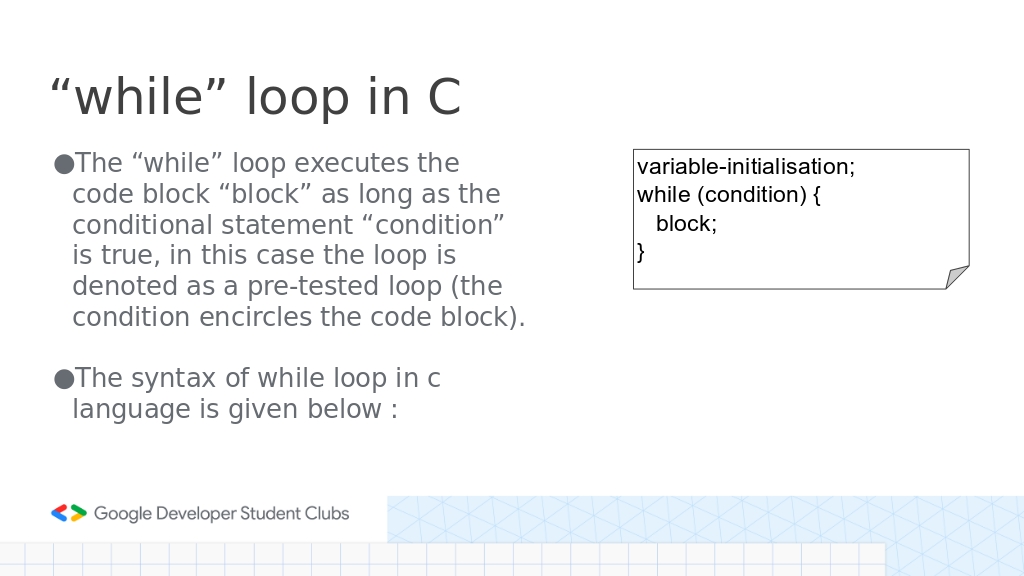 “while” loop in C
●The “while” loop executes the
code block “block” as long as the
conditional statement “condition”
is true, in this case the loop is
denoted as a pre-tested loop (the
condition encircles the code block).
●The syntax of while loop in c
language is given below :
variable-initialisation;
while (condition) {
   block;
}
Google Developer Student Clubs